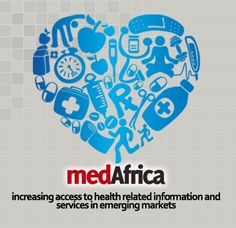 medAfrica
increasing access to health related information and
services in emerging markets